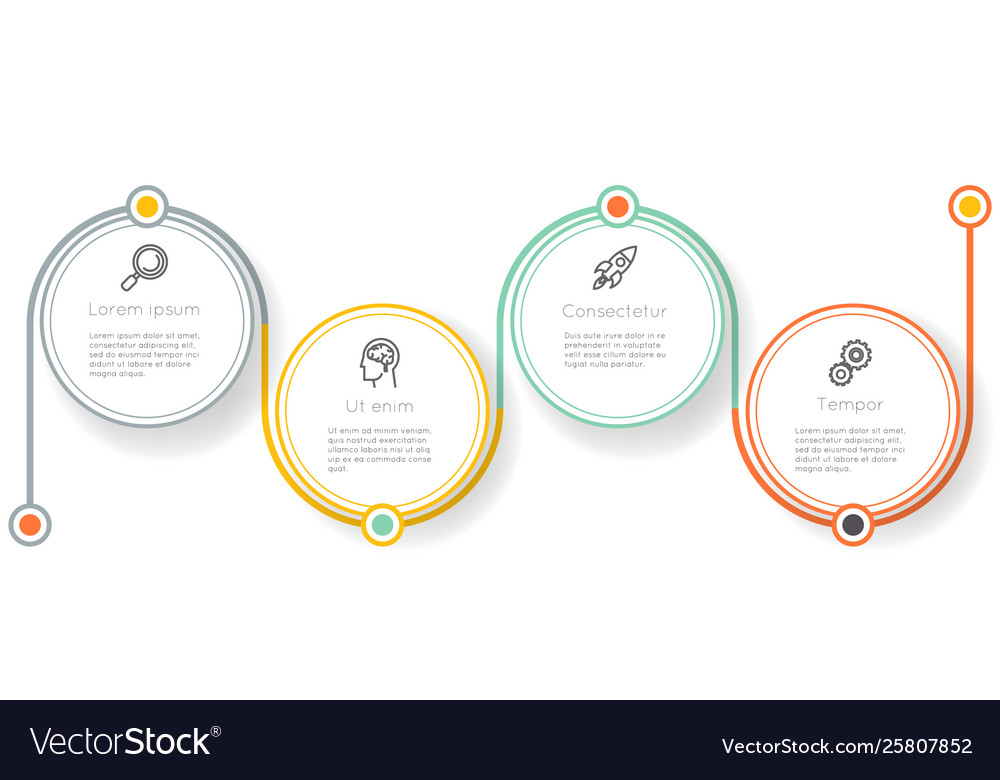 Lorem ipsum
Lorem ipsum dolor sit amet,
consectetur adipiscing elit,
sed do eiusmod tempor inci
didunt ut labore et dolore
magna aliqua.
Ut enim
Ut enim ad minim veniam,
quis nostrud exercitation
ullamco laboris nisi ut aliq
uip ex ea commodo conse
quat.
Consectetur
Duis aute irure dolor in re
prehenderit in voluptate
velit esse cillum dolore eu
fugiat nulla pariatur.
Tempor
Lorem ipsum dolor sit amet,
consectetur adipiscing elit,
sed do eiusmod tempor inci
didunt ut labore et dolore
magna aliqua.
VectorStock®
VectorStock.com/25807852